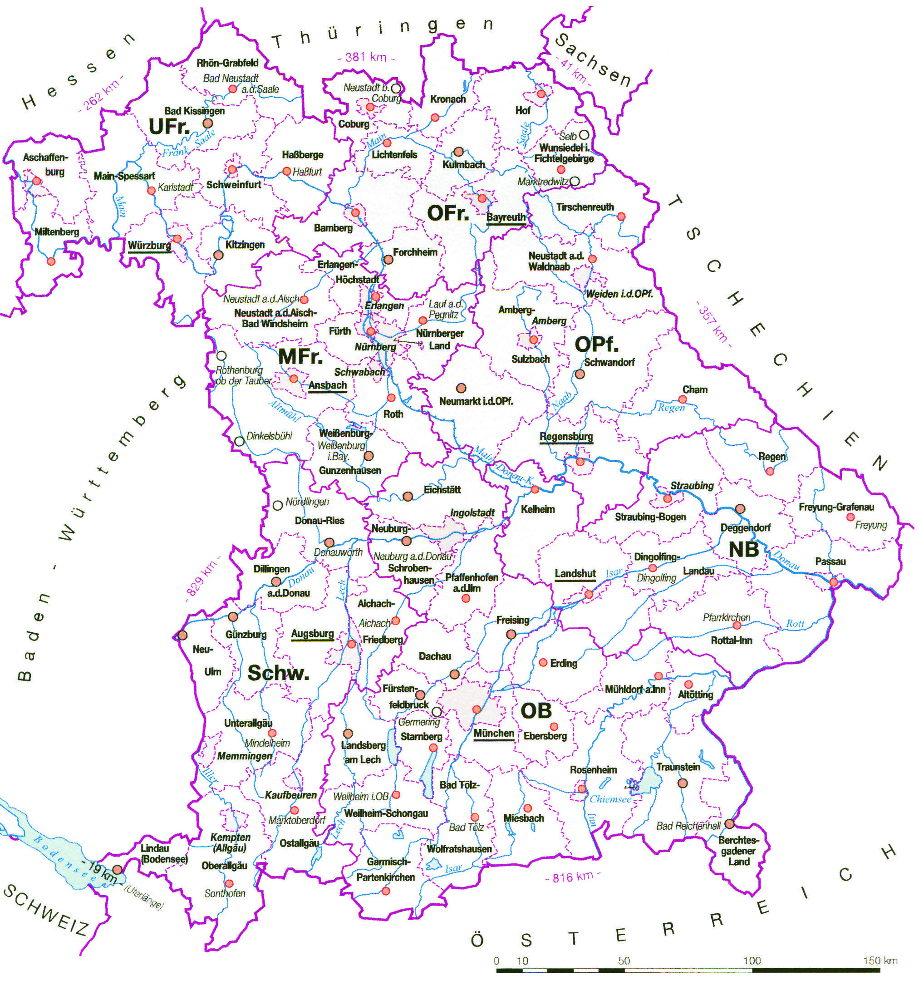 Hessen
Thüringen
Sachsen
- 262 km -
- 381 km -
- 41 km -
Rhön-Grabfeld
Bad Neustadt
a.d.Saale
Bad Kissingen
UFr.
Fränk. Saale
Neustadt b.
Coburg
Coburg
Kronach
Hof
Saale
Selb
Wunsiedel i.
Fichtelgebirge
Marktredwitz
Main
Lichtenfels
Kulmbach
Aschaffen-
burg
Main-Spessart
Karlstadt
Main
Haßberge
Haßfurt
Schweinfurt
OFr.
Bayreuth
Tirschenreuth
Miltenberg
Würzburg
Kitzingen
Bamberg
Forchheim
Erlangen-
Höchstadt
Erlangen
Neustadt a.d.
Waldnaab
Weiden i.d.OPf.
TSCHECHIEN
- 357 km -
Neustadt a.d.Aisch
Neustadt a.d.Aisch-
Bad Windsheim
Fürth
Lauf a.d.
Pegnitz
Nürnberger
Land
Nürnberg
Amberg-
Amberg
Sulzbach
OPf.
Schwandorf
MFr.
Schwabach
Rothenburg
ob der Tauber
Ansbach
Altmühl
Roth
Neumarkt i.d.OPf.
Naab
Cham
Regen
Dinkelsbühl
Weißenburg-
Weißenburg
i.Bay.
Gunzenhausen
Regensburg
Main-Donau-K.
Regen
Baden - Württemberg
- 829 km -
Eichstätt
Kelheim
Straubing
Straubing-Bogen
Freyung-Grafenau
Freyung
Nördlingen
Donau-Ries
Donauwörth
Ingolstadt
Neuburg-
Neuburg a.d.Donau
Schroben-
hausen
Deggendorf
NB
Donau
Passau
Dingolfing-
Dingolfing
Landau
Landshut
Isar
Dillingen
a.d.Donau
Donau
Lech
Pfaffenhofen
a.d.Ilm
Aichach-
Aichach
Friedberg
Freising
Pfarrkirchen
Rott
Rottal-Inn
Günzburg
Augsburg
Neu-
Ulm
Schw.
Dachau
Erding
Fürsten-
feldbruck
Germering
Mühldorf a.Inn
Altötting
OB
Ebersberg
München
Starnberg
Unterallgäu
Mindelheim
Memmingen
Landsberg
am Lech
Iller
Kaufbeuren
Marktoberdorf
Weilheim i.OB
Weilheim-Schongau
Lech
Bad Tölz-
Bad Tölz
Wolfratshausen
Miesbach
Rosenheim
Inn
Chiemsee
Traunstein
Bad Reichenhall
Berchtes-
gadener
Land
Kempten
(Allgäu)
Oberallgäu
Sonthofen
Ostallgäu
Lindau
(Bodensee)
Bodensee
- 19 km -
(Uferlänge)
Garmisch-
Partenkirchen
Isar
- 816 km -
SCHWEIZ
ÖSTERREICH
0 10 50 100 150 km